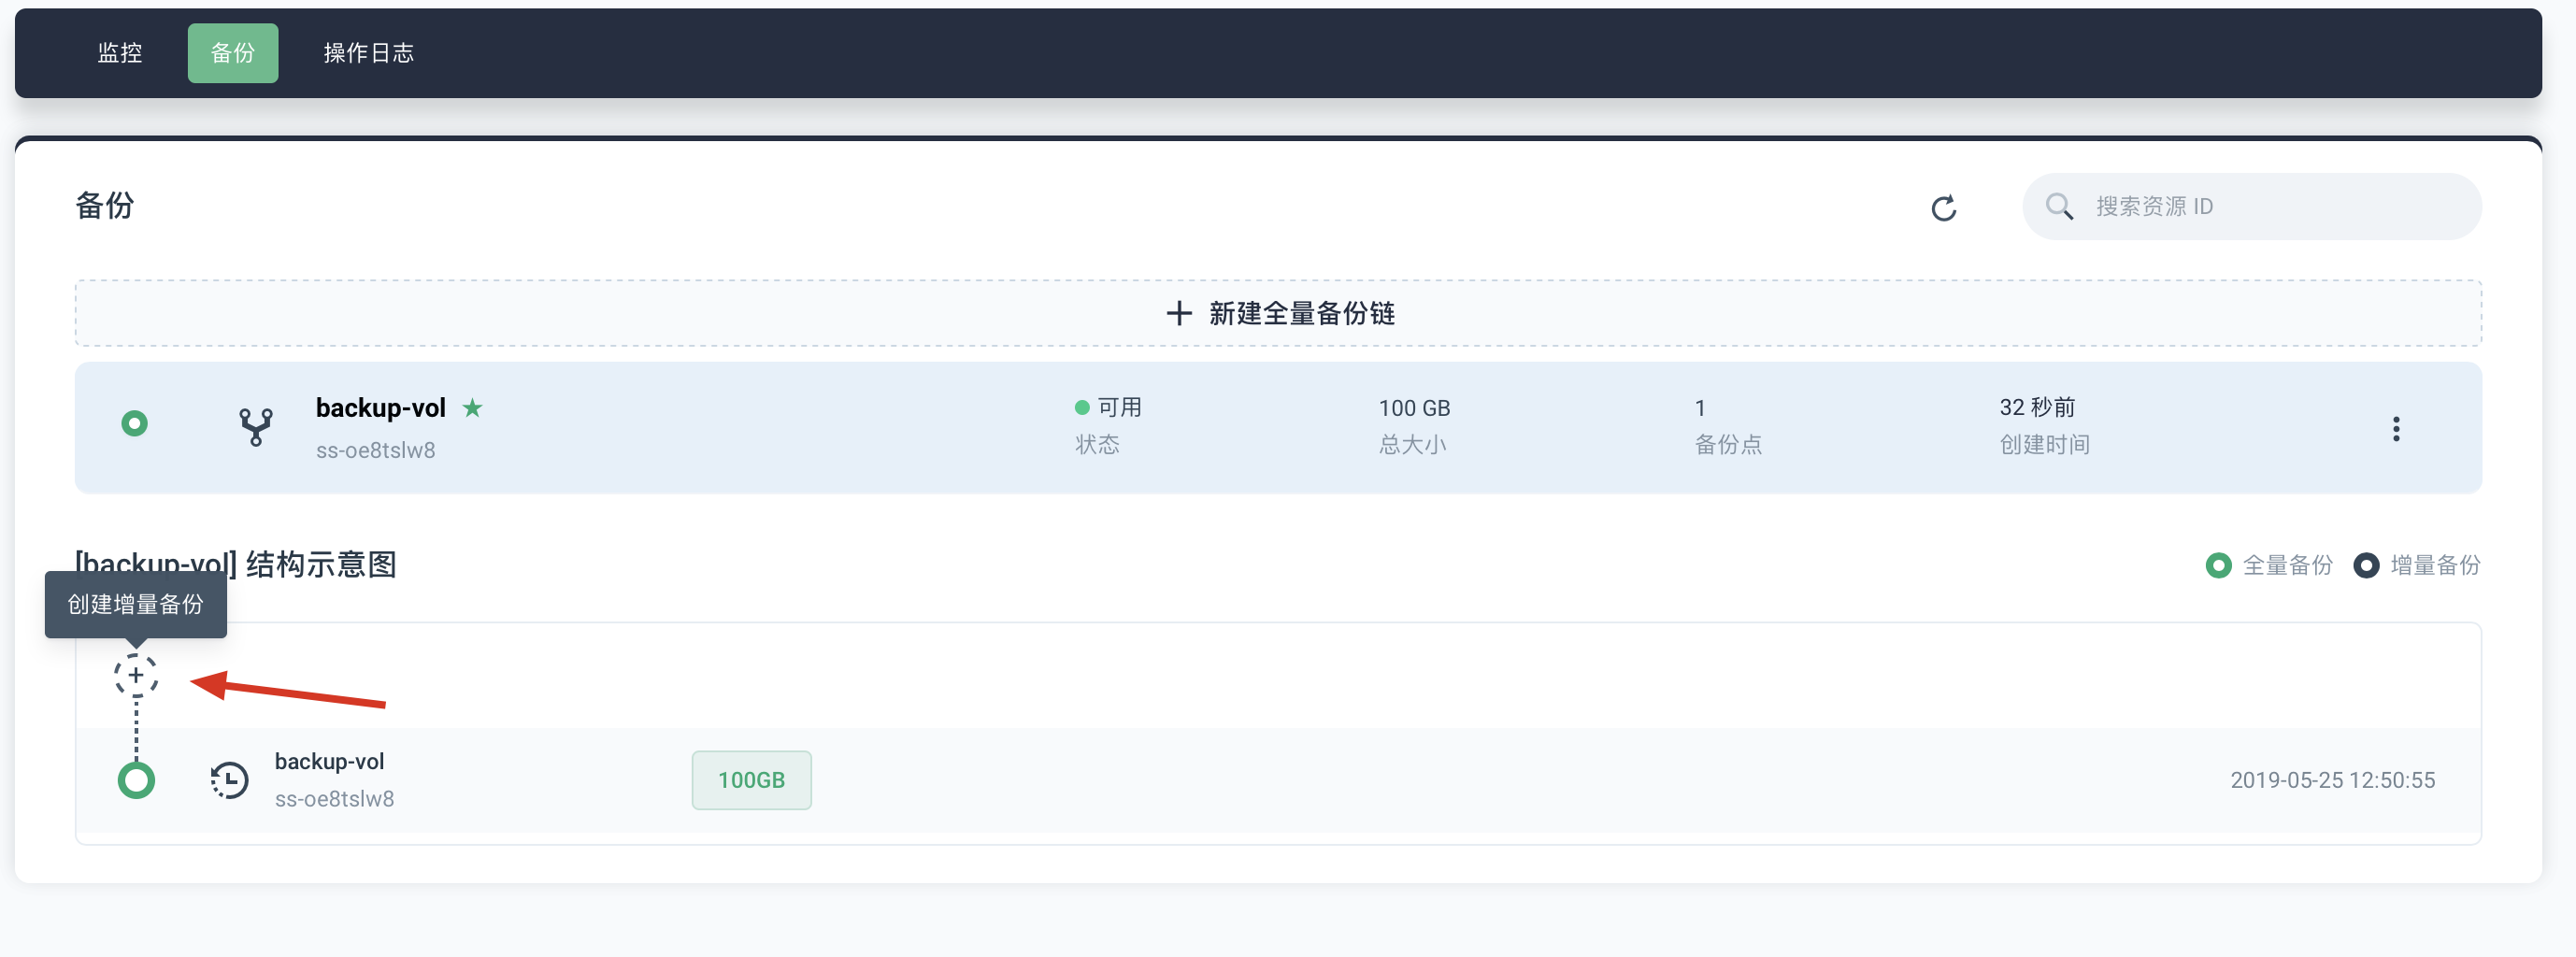 监控 备份 操作日志
备份
搜索资源 ID
新建全量备份链
backup-vol
ss-oe8tslw8
可用
状态
100 GB
总大小
1
备份点
32 秒前
创建时间
[backup-vol] 结构示意图
全量备份 增量备份
创建增量备份
backup-vol
ss-oe8tslw8
100GB
2019-05-25 12:50:55